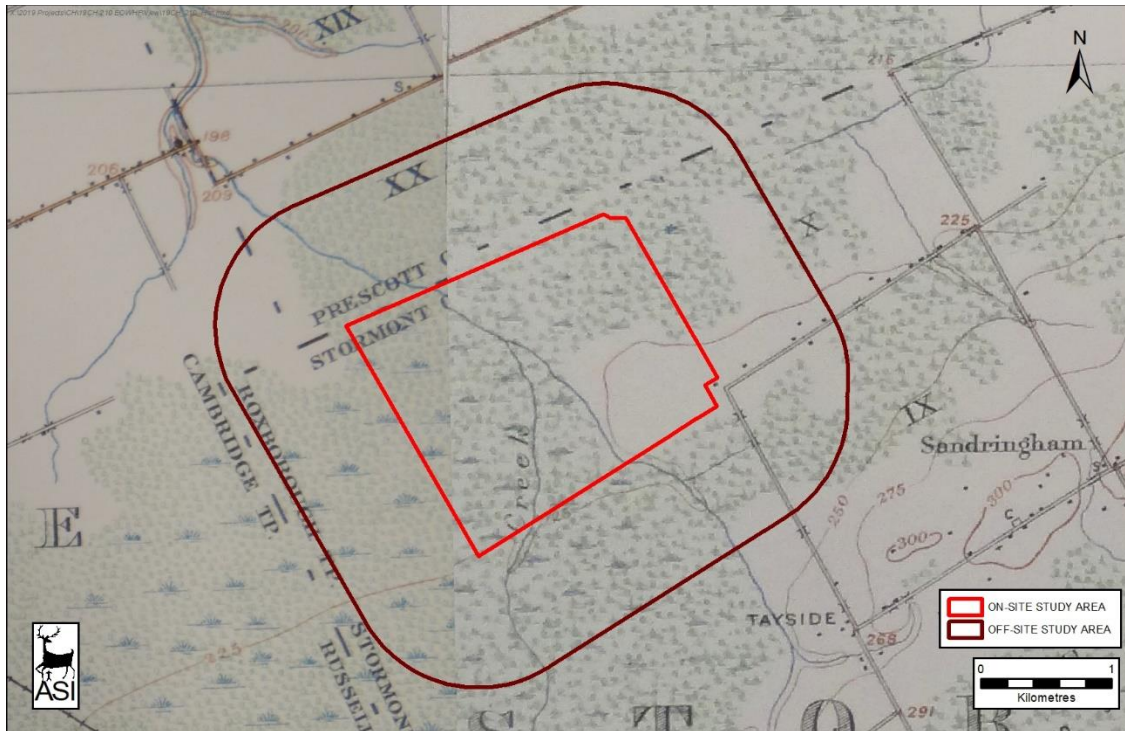 XIX
N
216
S
198
205
209
XX
X
225
PRESCOTT C
STORMONT C
CAMBRIDGE TP
ROXBOROUGH TP
IX
Sandringham
Creek
300
300
C
275
250
E
TAYSIDE
268
225
STORMONT
RUSSELL
S T O R
291
ON-SITE STUDY AREA
OFF-SITE STUDY AREA
0 1
Kilometres
ASI